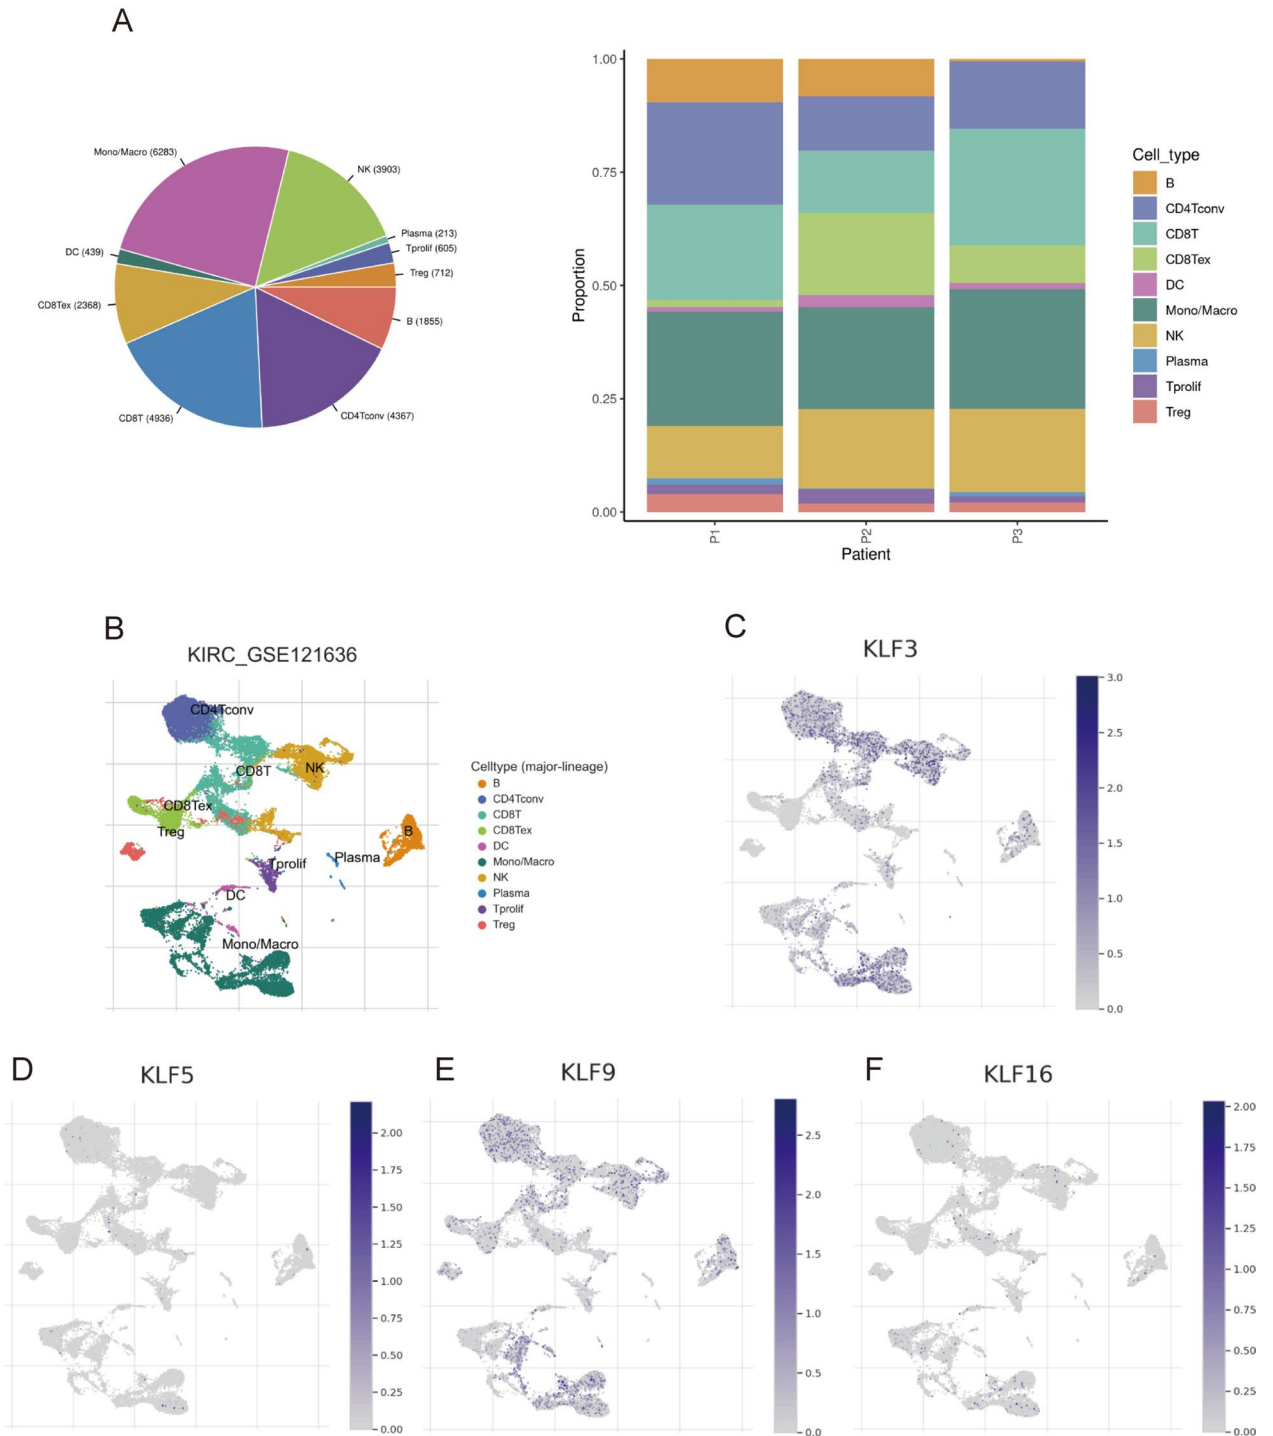 A
Mono/Macro (6283)
NK (3903)
Plasma (213)
Tprolif (605)
Treg (712)
DC (439)
CD8Tex (2368)
B (1855)
CD8T (4936)
CD4Tconv (4367)
1.00
0.75
0.50
0.25
0.00
Proportion
P1
P2
P3
Patient
Cell_type
B
CD4Tconv
CD8T
CD8Tex
DC
Mono/Macro
NK
Plasma
Tprolif
Treg
B
KIRC_GSE121636
CD4Tconv
CD8T
NK
CD8Tex
Treg
B
Tprolif
Plasma
DC
Mono/Macro
Celltype (major-lineage)
B
CD4Tconv
CD8T
CD8Tex
DC
Mono/Macro
NK
Plasma
Tprolif
Treg
C
KLF3
3.0
2.5
2.0
1.5
1.0
0.5
0.0
D
KLF5
2.00
1.75
1.50
1.25
1.00
0.75
0.50
0.25
0.00
E
KLF9
2.5
2.0
1.5
1.0
0.5
0.0
F
KLF16
2.00
1.75
1.50
1.25
1.00
0.75
0.50
0.25
0.00